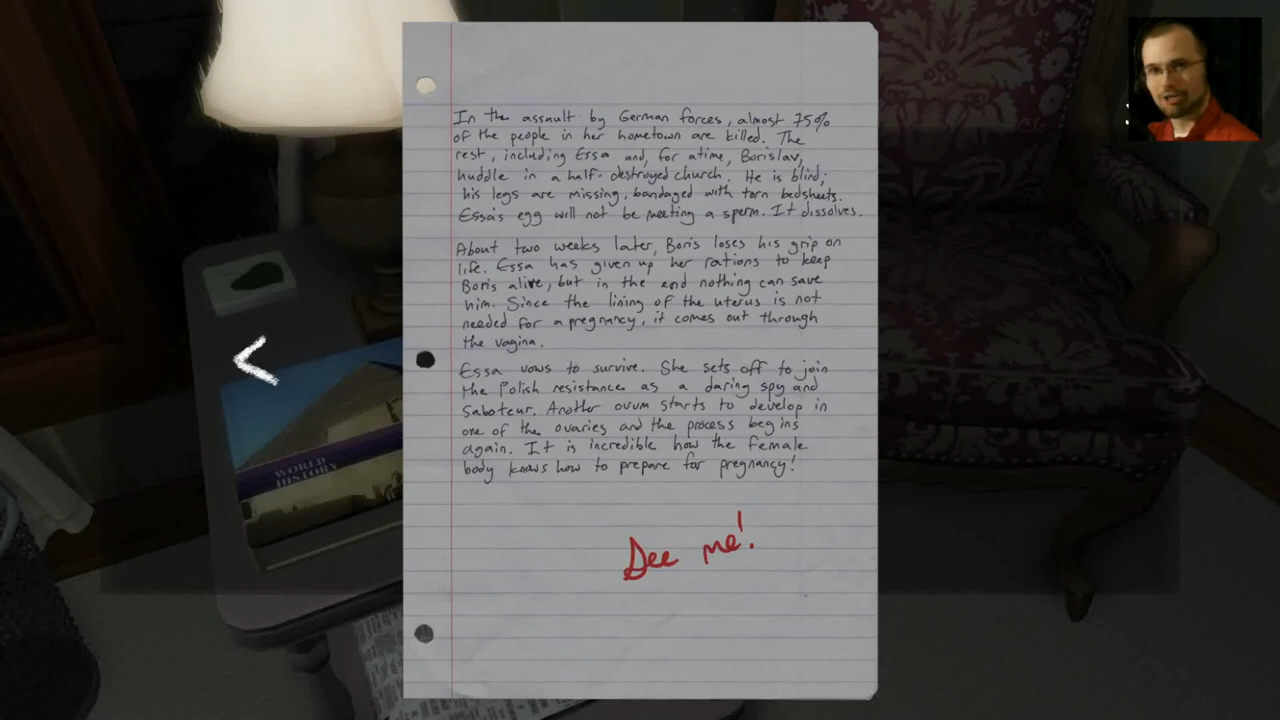 In the assault by German forces, almost 75%
of the people in her hometown are killed. The
rest, including Essa and, for a time, Borislav,
huddle in a half-destroyed church. He is blind;
his legs are missing, bandaged with torn bedsheets.
Essa's egg will not be meeting a sperm. It dissolves.
About two weeks later, Boris loses his grip on
life. Essa has given up her rations to keep
Boris alive, but in the end nothing can save
him. Since the lining of the uterus is not
needed for a pregnancy, it comes out through
the vagina.
Essa vows to survive. She sets off to join
the Polish resistance as a daring spy and
saboteur. Another ovum starts to develop in
one of the ovaries and the process begins
again. It is incredible how the female
body knows how to prepare for pregnancy!
See me!
WORLD
HISTORY